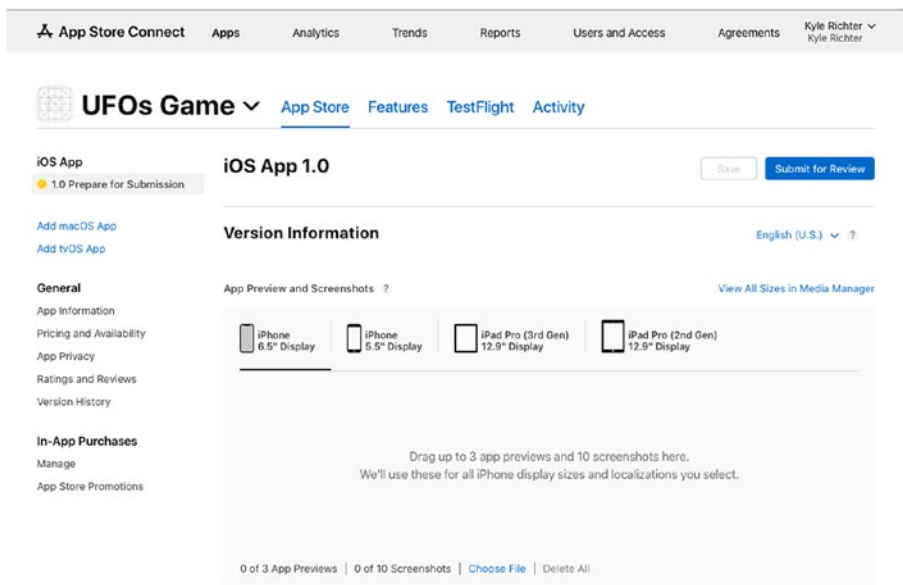 App Store Connect Apps Analytics Trends Reports Users and Access Agreements Kyle Richter
Kyle Richter
UFOs Game App Store Features TestFlight Activity
iOS App
1.0 Prepare for Submission
Add macOS App
Add tvOS App
General
App Information
Pricing and Availability
App Privacy
Ratings and Reviews
Version History
In-App Purchases
Manage
App Store Promotions
iOS App 1.0
Save Submit for Review
Version Information
English (U.S.) ?
App Preview and Screenshots ?
View All Sizes in Media Manager
iPhone
6.5" Display
iPhone
5.5" Display
iPad Pro (3rd Gen)
12.9" Display
iPad Pro (2nd Gen)
12.9" Display
Drag up to 3 app previews and 10 screenshots here.
We'll use these for all iPhone display sizes and localizations you select.
0 of 3 App Previews | 0 of 10 Screenshots | Choose File | Delete All